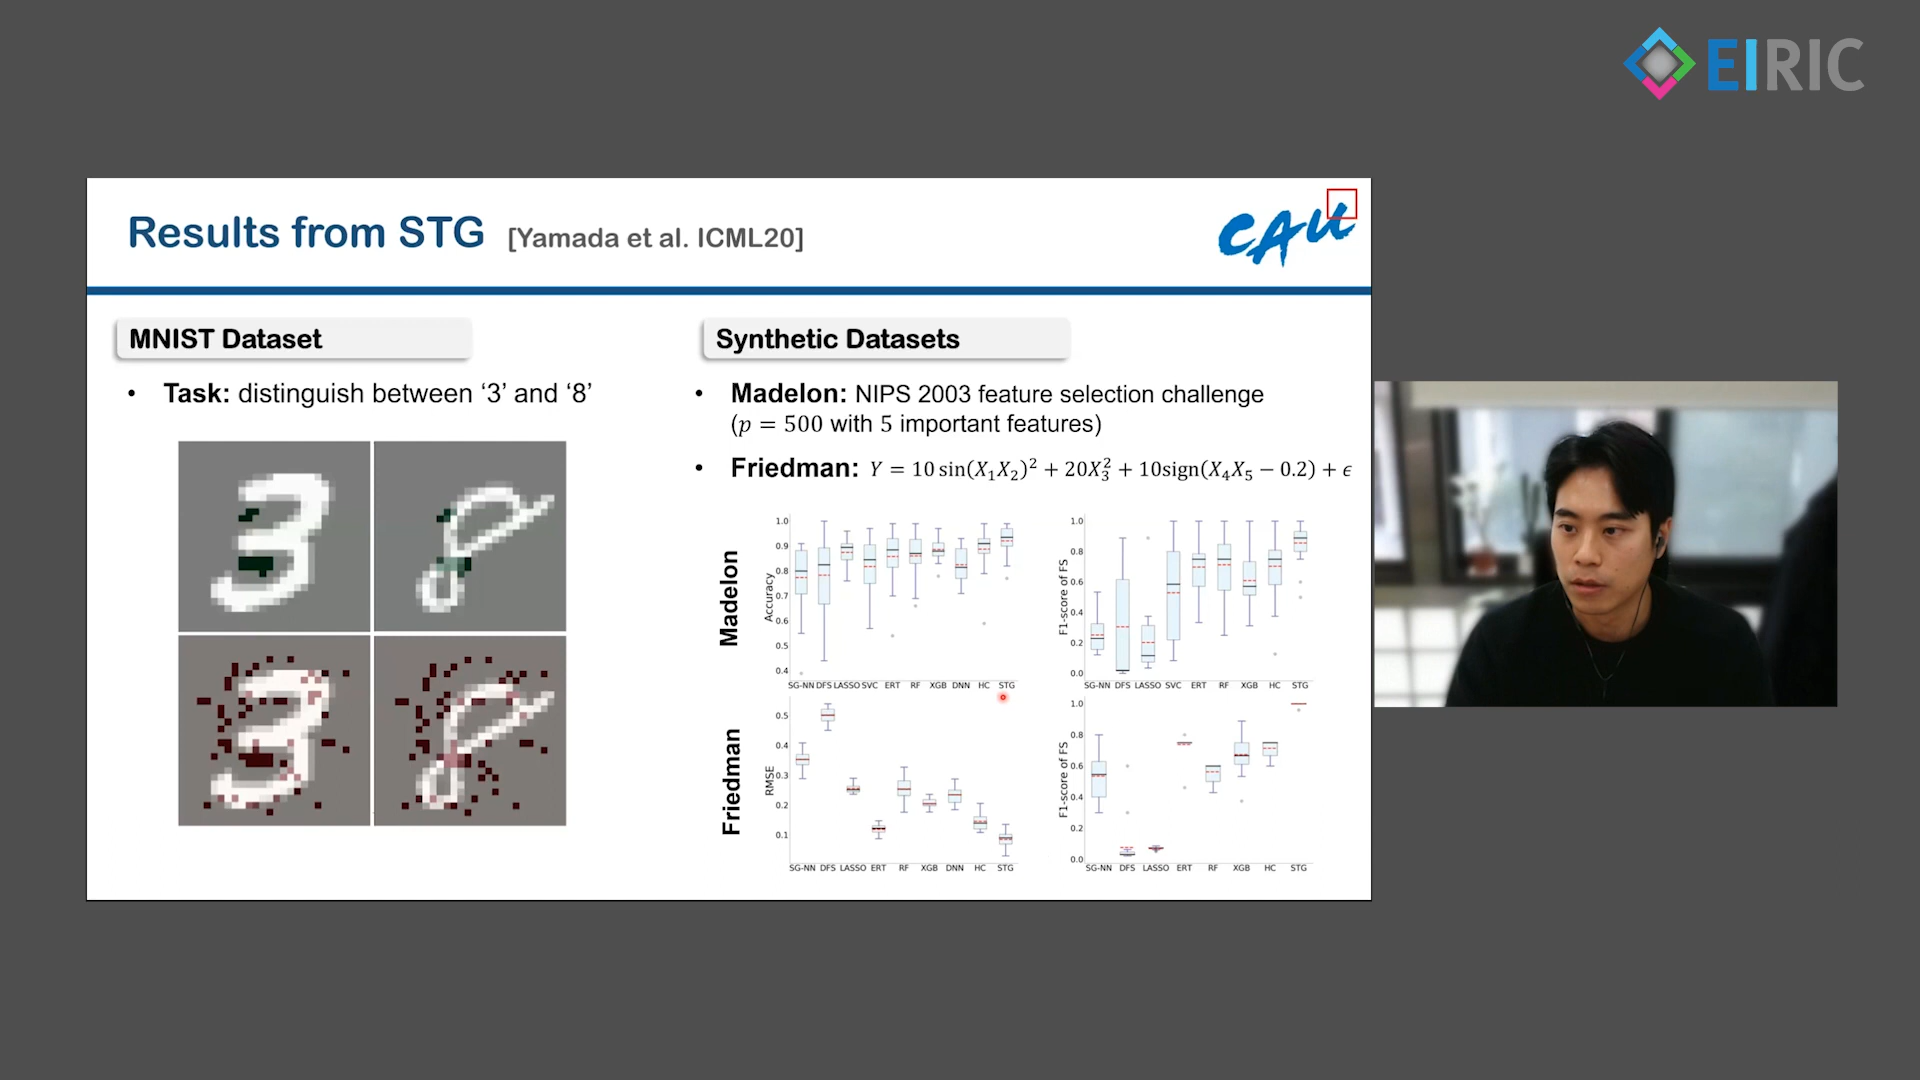 EIRIC
Results from STG [Yamada et al. ICML20]
CAU
MNIST Dataset
• Task: distinguish between ‘3’ and ‘8’
Synthetic Datasets
• Madelon: NIPS 2003 feature selection challenge
(p = 500 with 5 important features)
• Friedman: Y = 10 sin(X₁X₂)² + 20X₃² + 10sign(X₄X₅ − 0.2) + ϵ
Madelon
Accuracy
1.0
0.9
0.8
0.7
0.6
0.5
0.4
SG-NN DFS LASSO SVC ERT RF XGB DNN HC STG
F1-score of FS
1.0
0.8
0.6
0.4
0.2
0.0
SG-NN DFS LASSO SVC ERT RF XGB HC STG
Friedman
RMSE
0.5
0.4
0.3
0.2
0.1
SG-NN DFS LASSO ERT RF XGB DNN HC STG
F1-score of FS
1.0
0.8
0.6
0.4
0.2
0.0
SG-NN DFS LASSO ERT RF XGB HC STG